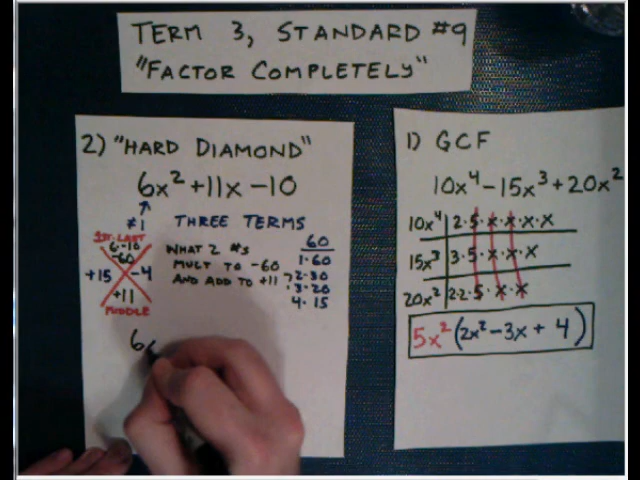 TERM 3, STANDARD #9
"FACTOR COMPLETELY"
2) "HARD DIAMOND"
6x² +11x -10
#1
THREE TERMS
1ST·LAST
6·-10
-60
+15 -4
+11
MIDDLE
WHAT 2 #S
MULT TO -60
AND ADD TO +11?
60
1·60
2·30
3·20
4·15
6
1) GCF
10x⁴ - 15x³ + 20x²
10x⁴ 2·5·x·x·x·x
15x³ 3·5·x·x·x
20x² 2·2·5·x·x
5x² (2x² - 3x + 4)